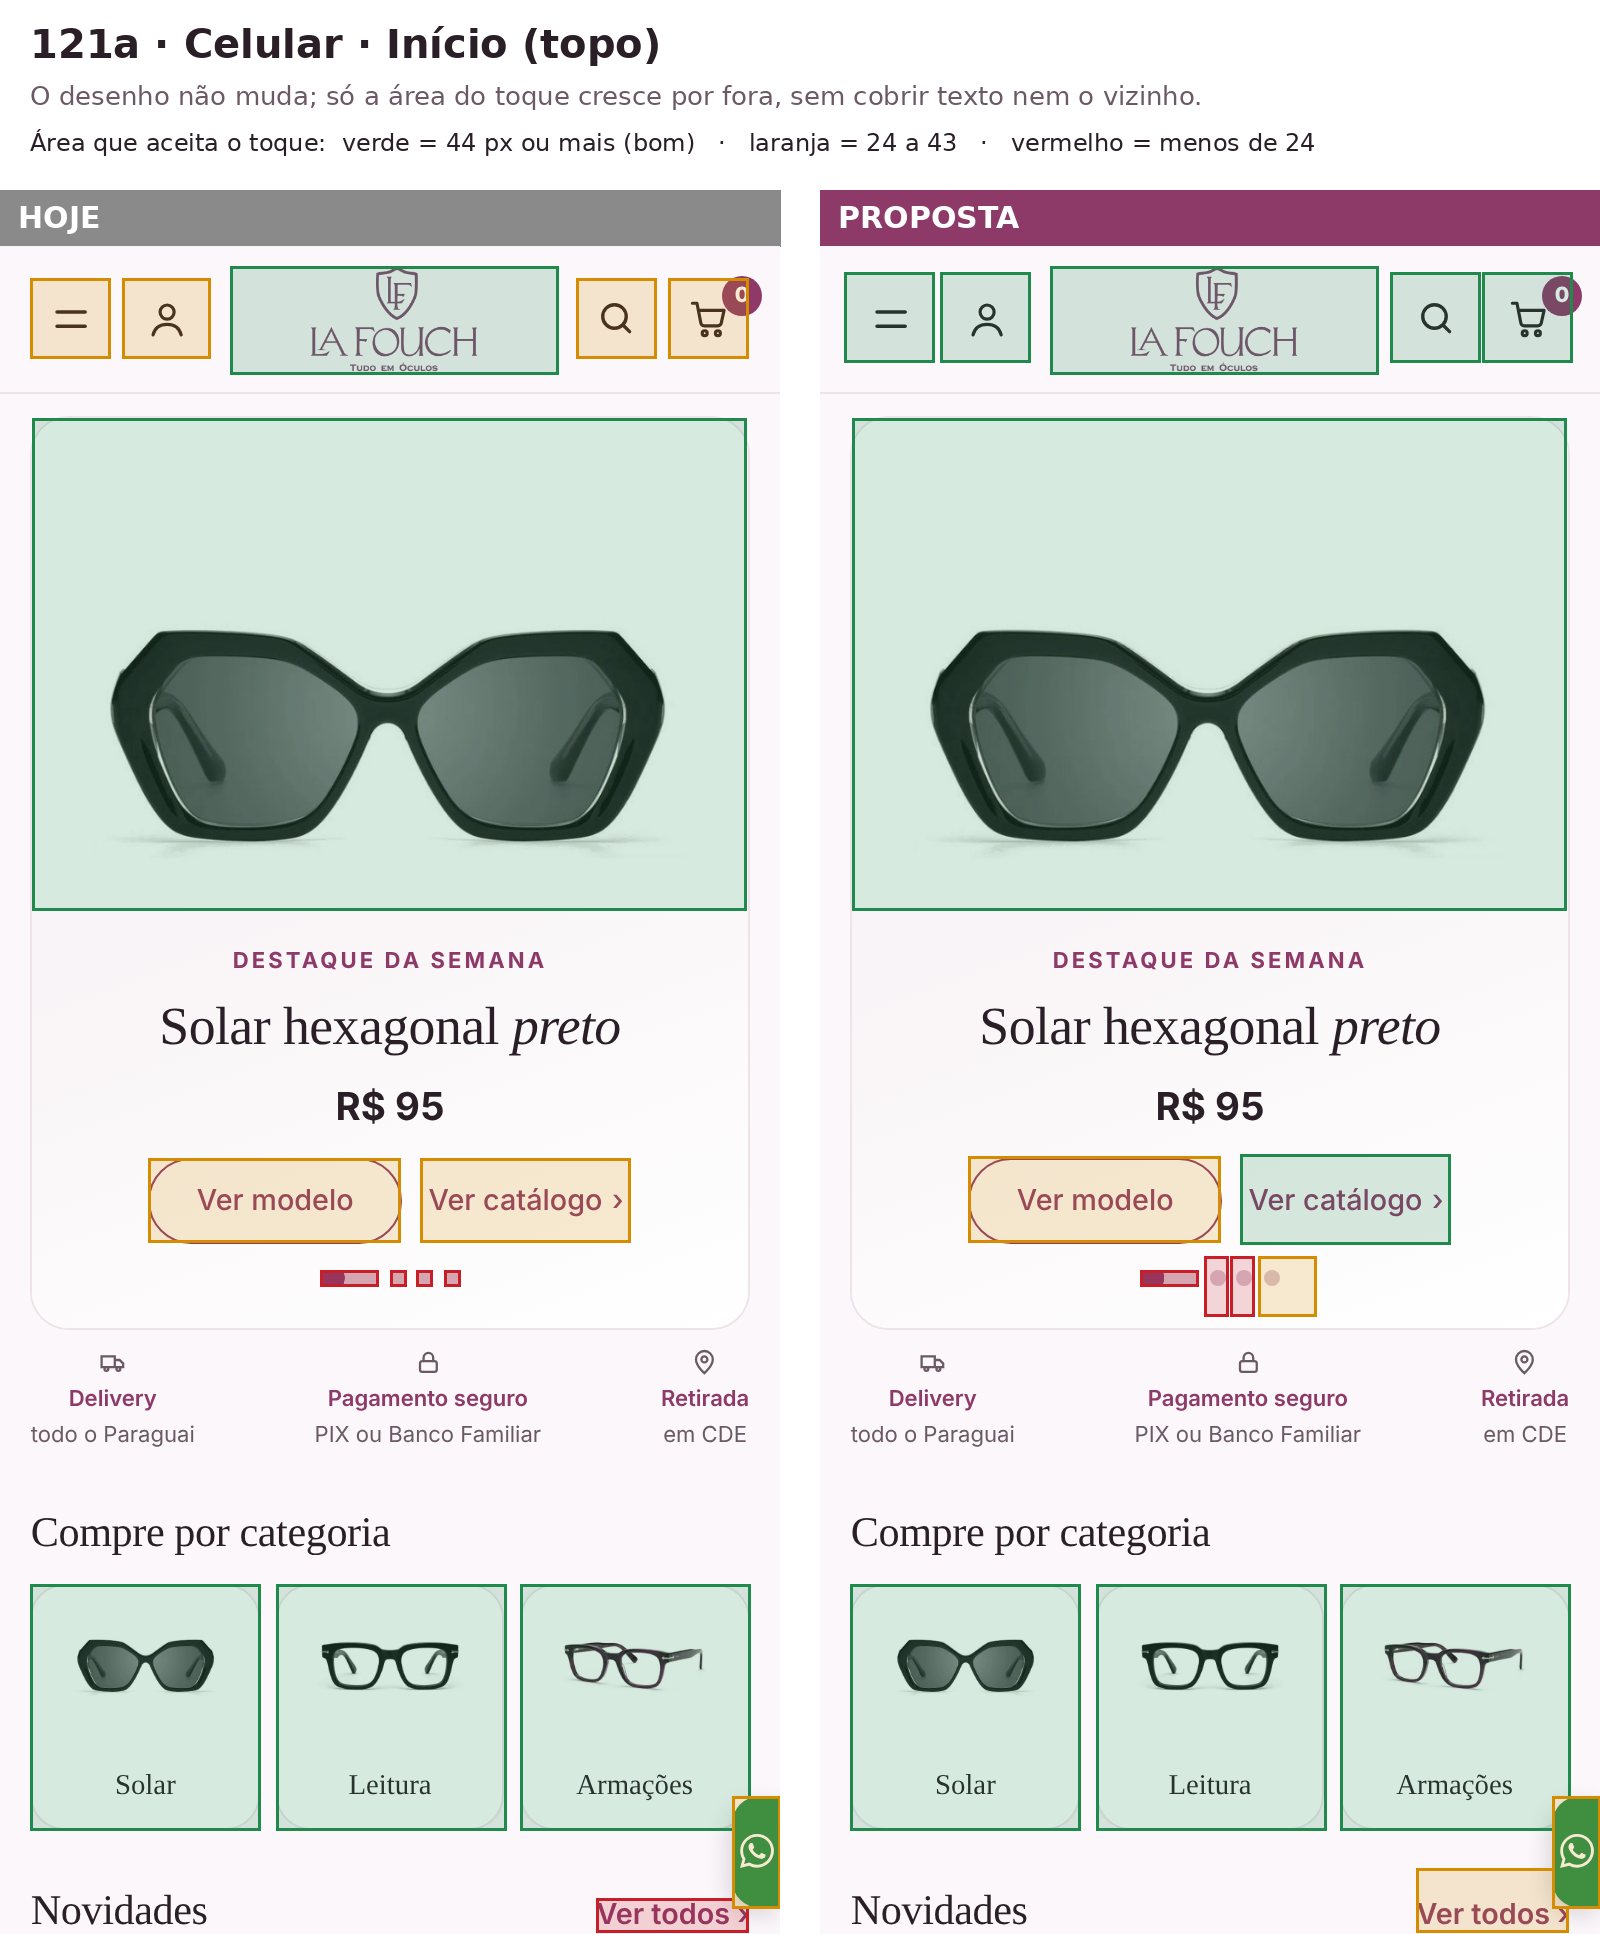 121a · Celular · Início (topo)
O desenho não muda; só a área do toque cresce por fora, sem cobrir texto nem o vizinho.
Área que aceita o toque: verde = 44 px ou mais (bom) · laranja = 24 a 43 · vermelho = menos de 24
HOJE
LF
LA FOUCH
TUDO EM ÓCULOS
0
DESTAQUE DA SEMANA
Solar hexagonal preto
R$ 95
Ver modelo
Ver catálogo ›
Delivery
todo o Paraguai
Pagamento seguro
PIX ou Banco Familiar
Retirada
em CDE
Compre por categoria
Solar
Leitura
Armações
Novidades
Ver todos ›
PROPOSTA
LF
LA FOUCH
TUDO EM ÓCULOS
0
DESTAQUE DA SEMANA
Solar hexagonal preto
R$ 95
Ver modelo
Ver catálogo ›
Delivery
todo o Paraguai
Pagamento seguro
PIX ou Banco Familiar
Retirada
em CDE
Compre por categoria
Solar
Leitura
Armações
Novidades
Ver todos ›